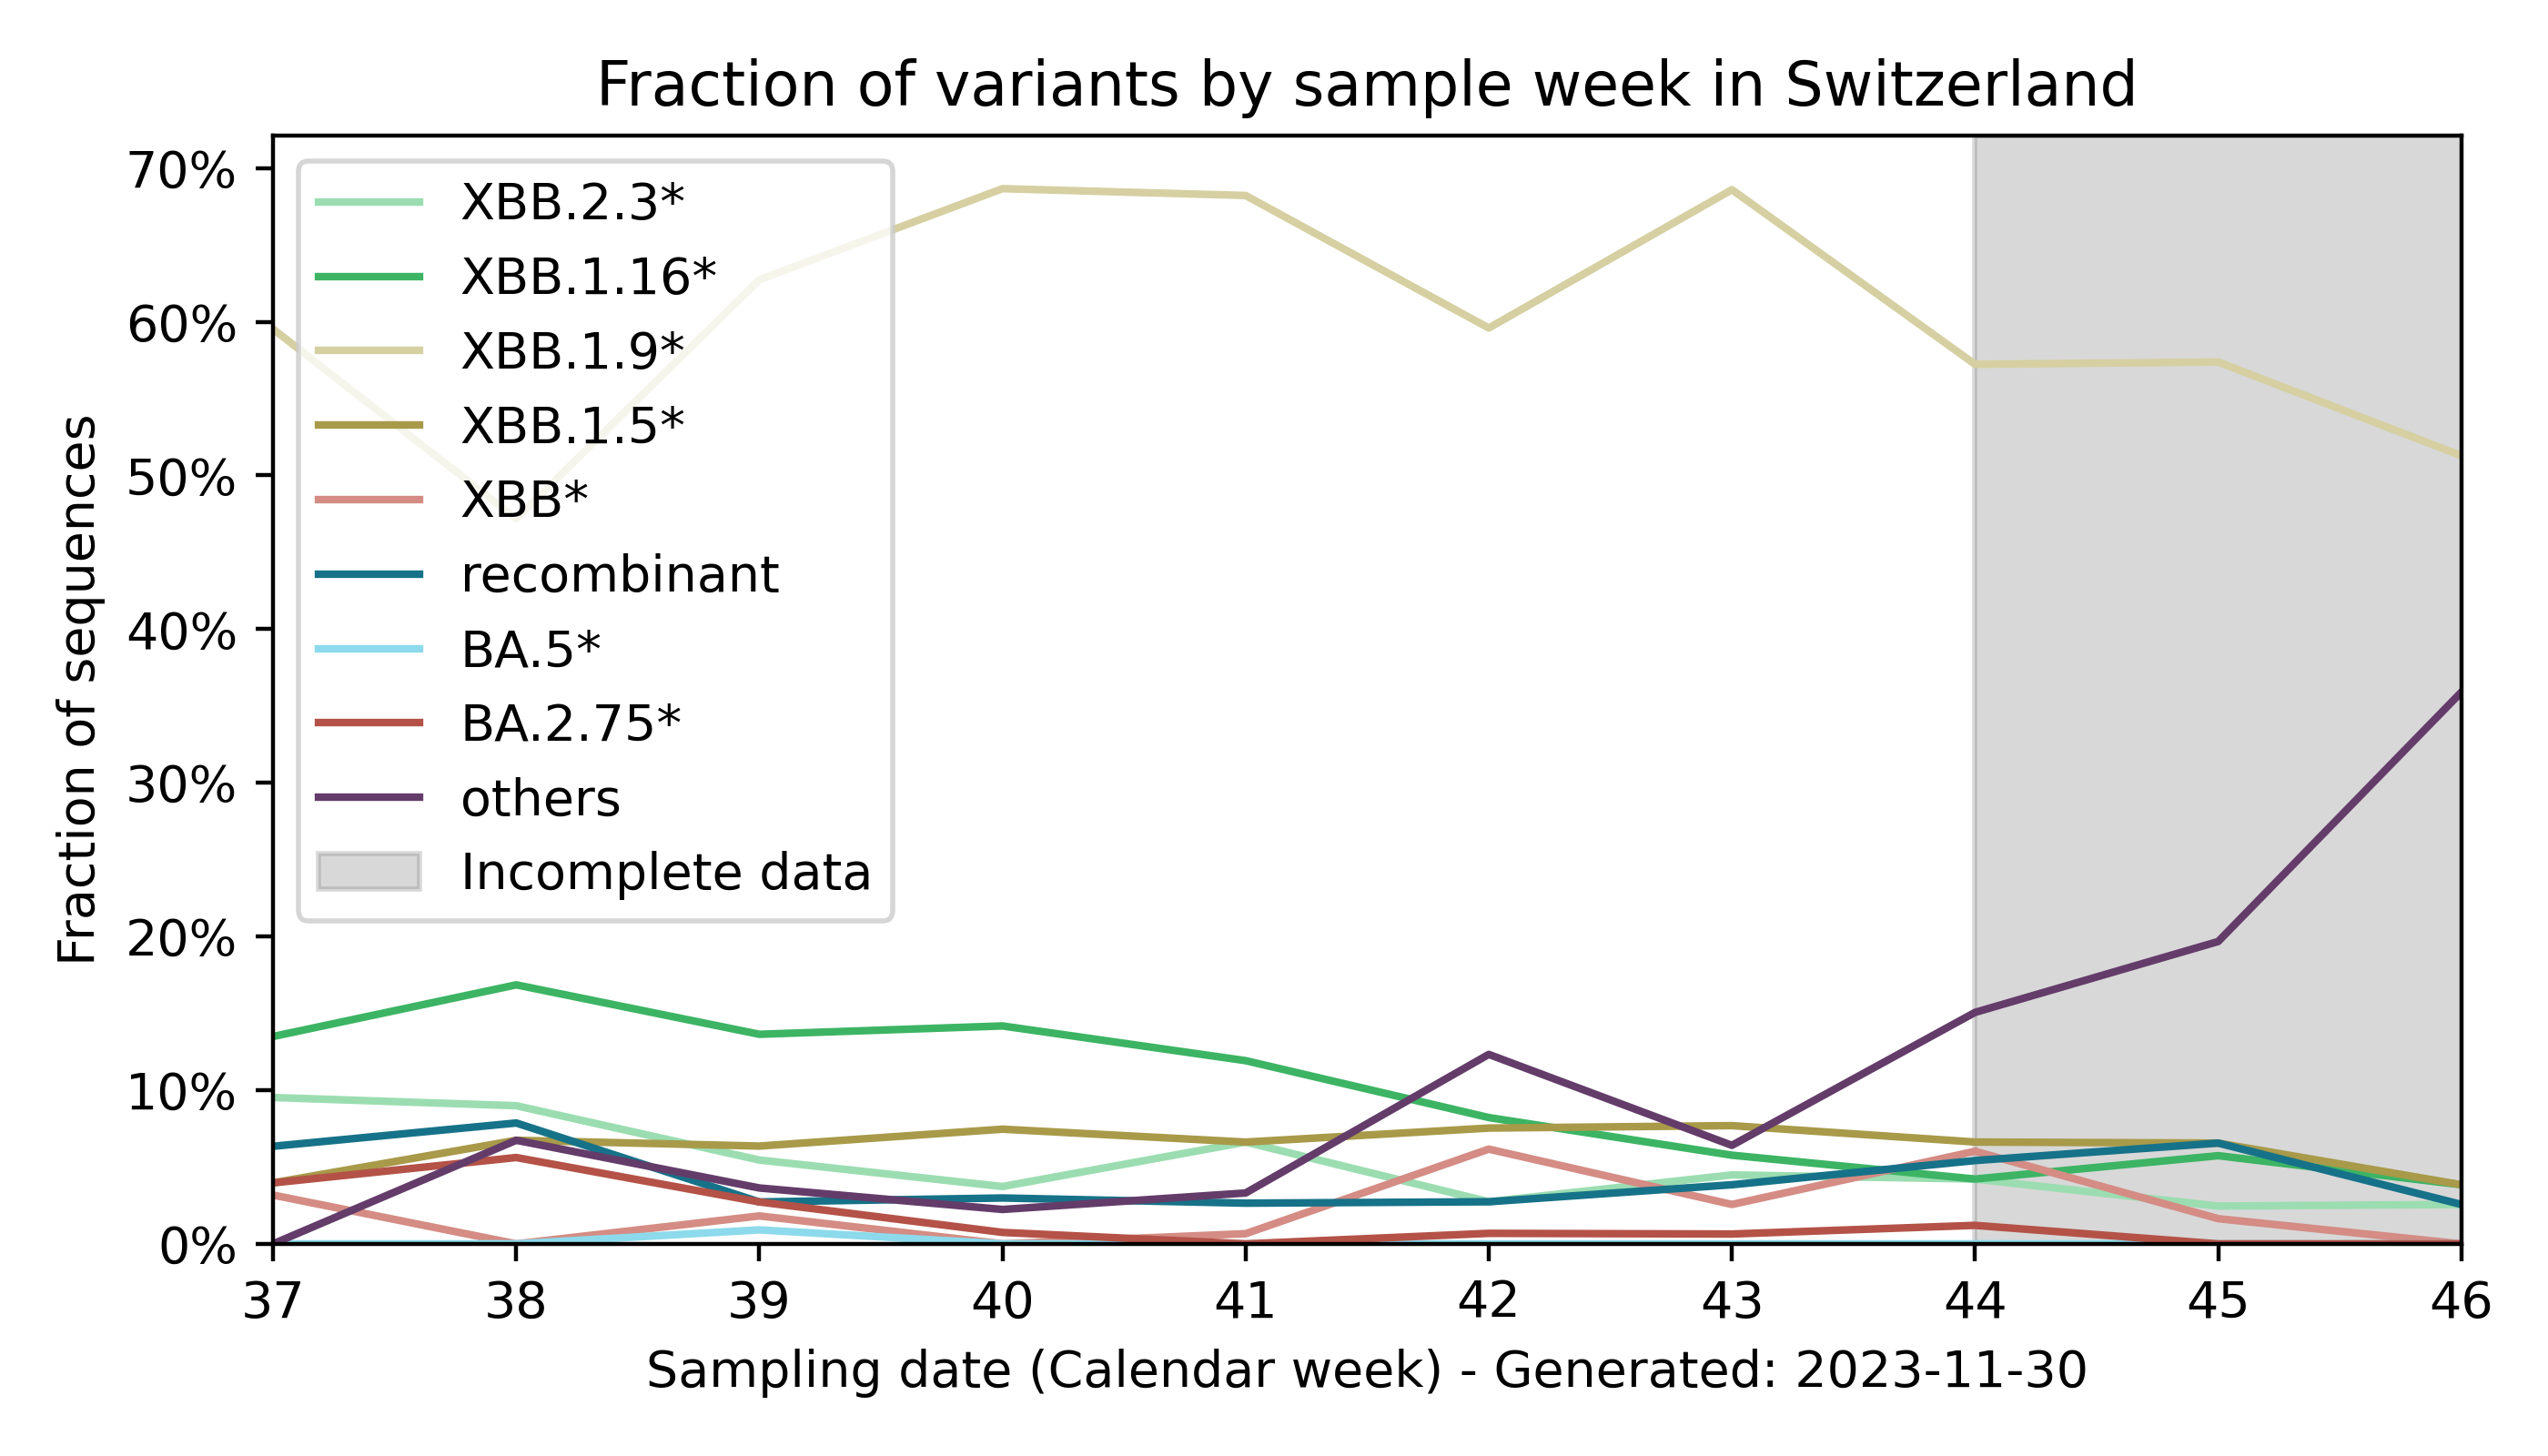 Fraction of variants by sample week in Switzerland
Fraction of sequences
70%
60%
50%
40%
30%
20%
10%
0%
XBB.2.3*
XBB.1.16*
XBB.1.9*
XBB.1.5*
XBB*
recombinant
BA.5*
BA.2.75*
others
Incomplete data
37 38 39 40 41 42 43 44 45 46
Sampling date (Calendar week) - Generated: 2023-11-30